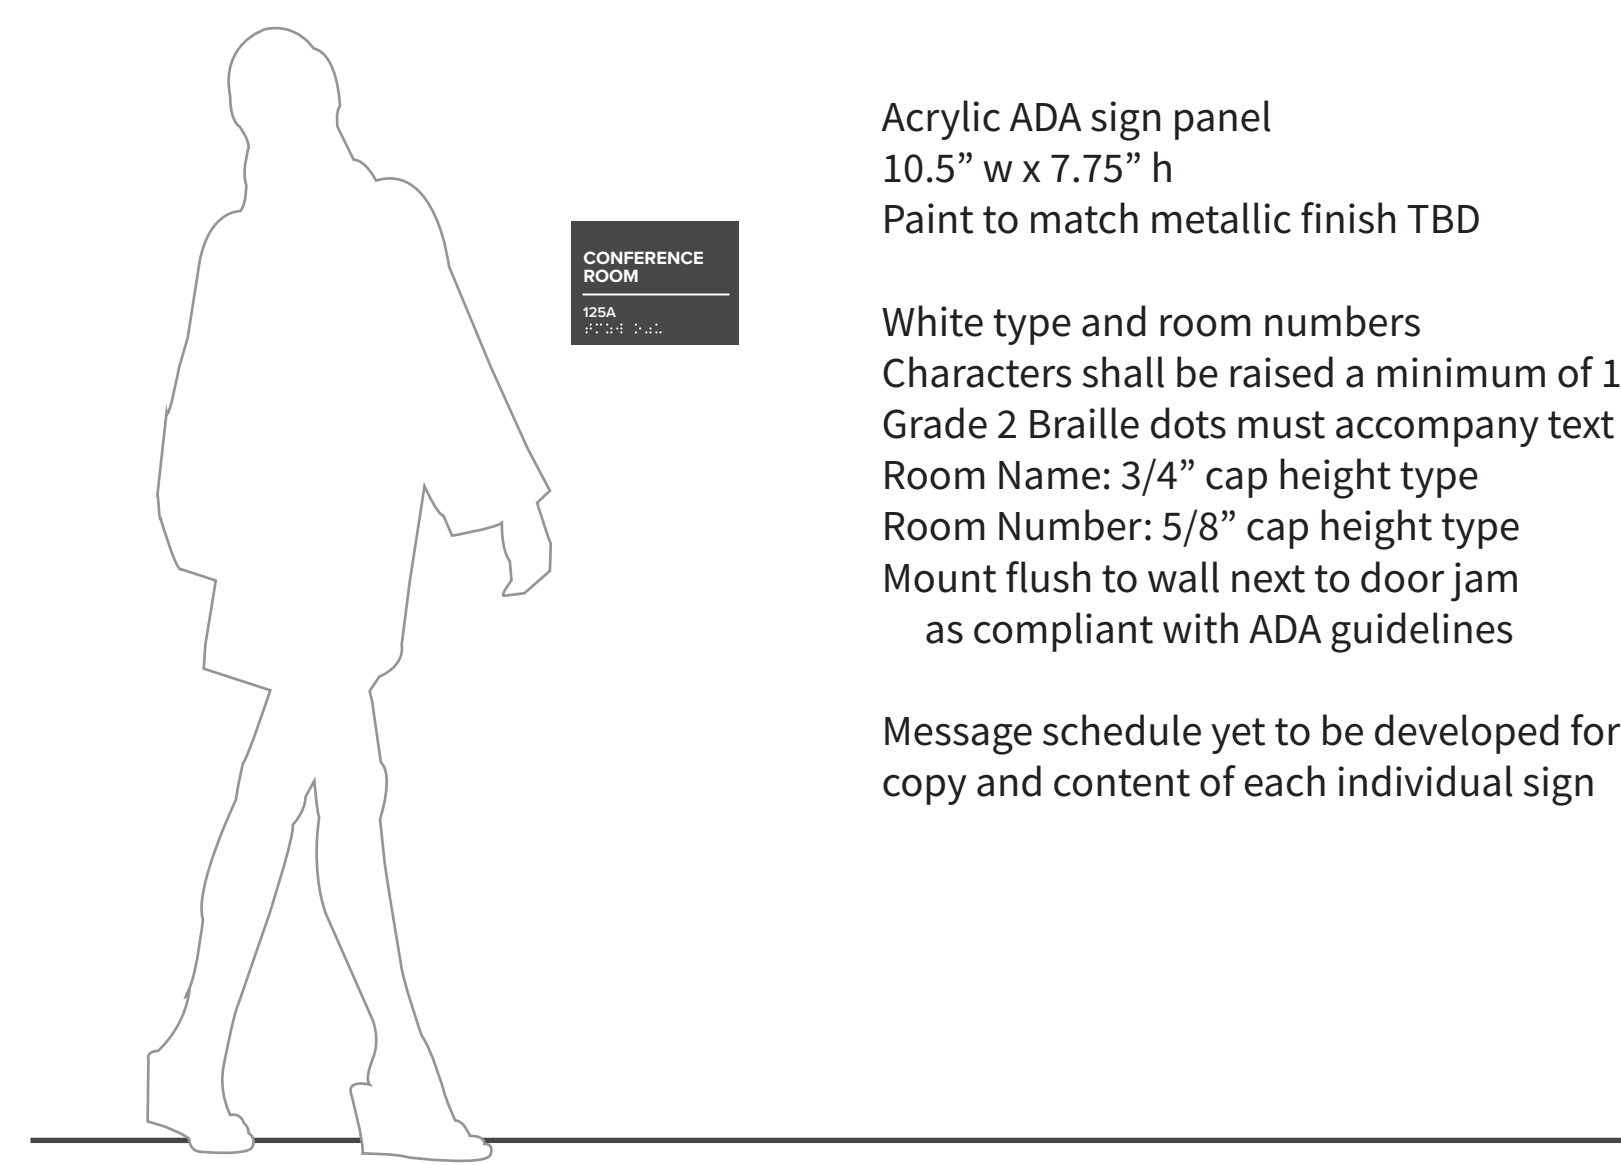 CONFERENCE
ROOM
125A
Acrylic ADA sign panel
10.5” w x 7.75” h
Paint to match metallic finish TBD
White type and room numbers
Characters shall be raised a minimum of 1
Grade 2 Braille dots must accompany text
Room Name: 3/4” cap height type
Room Number: 5/8” cap height type
Mount flush to wall next to door jam
as compliant with ADA guidelines
Message schedule yet to be developed for
copy and content of each individual sign